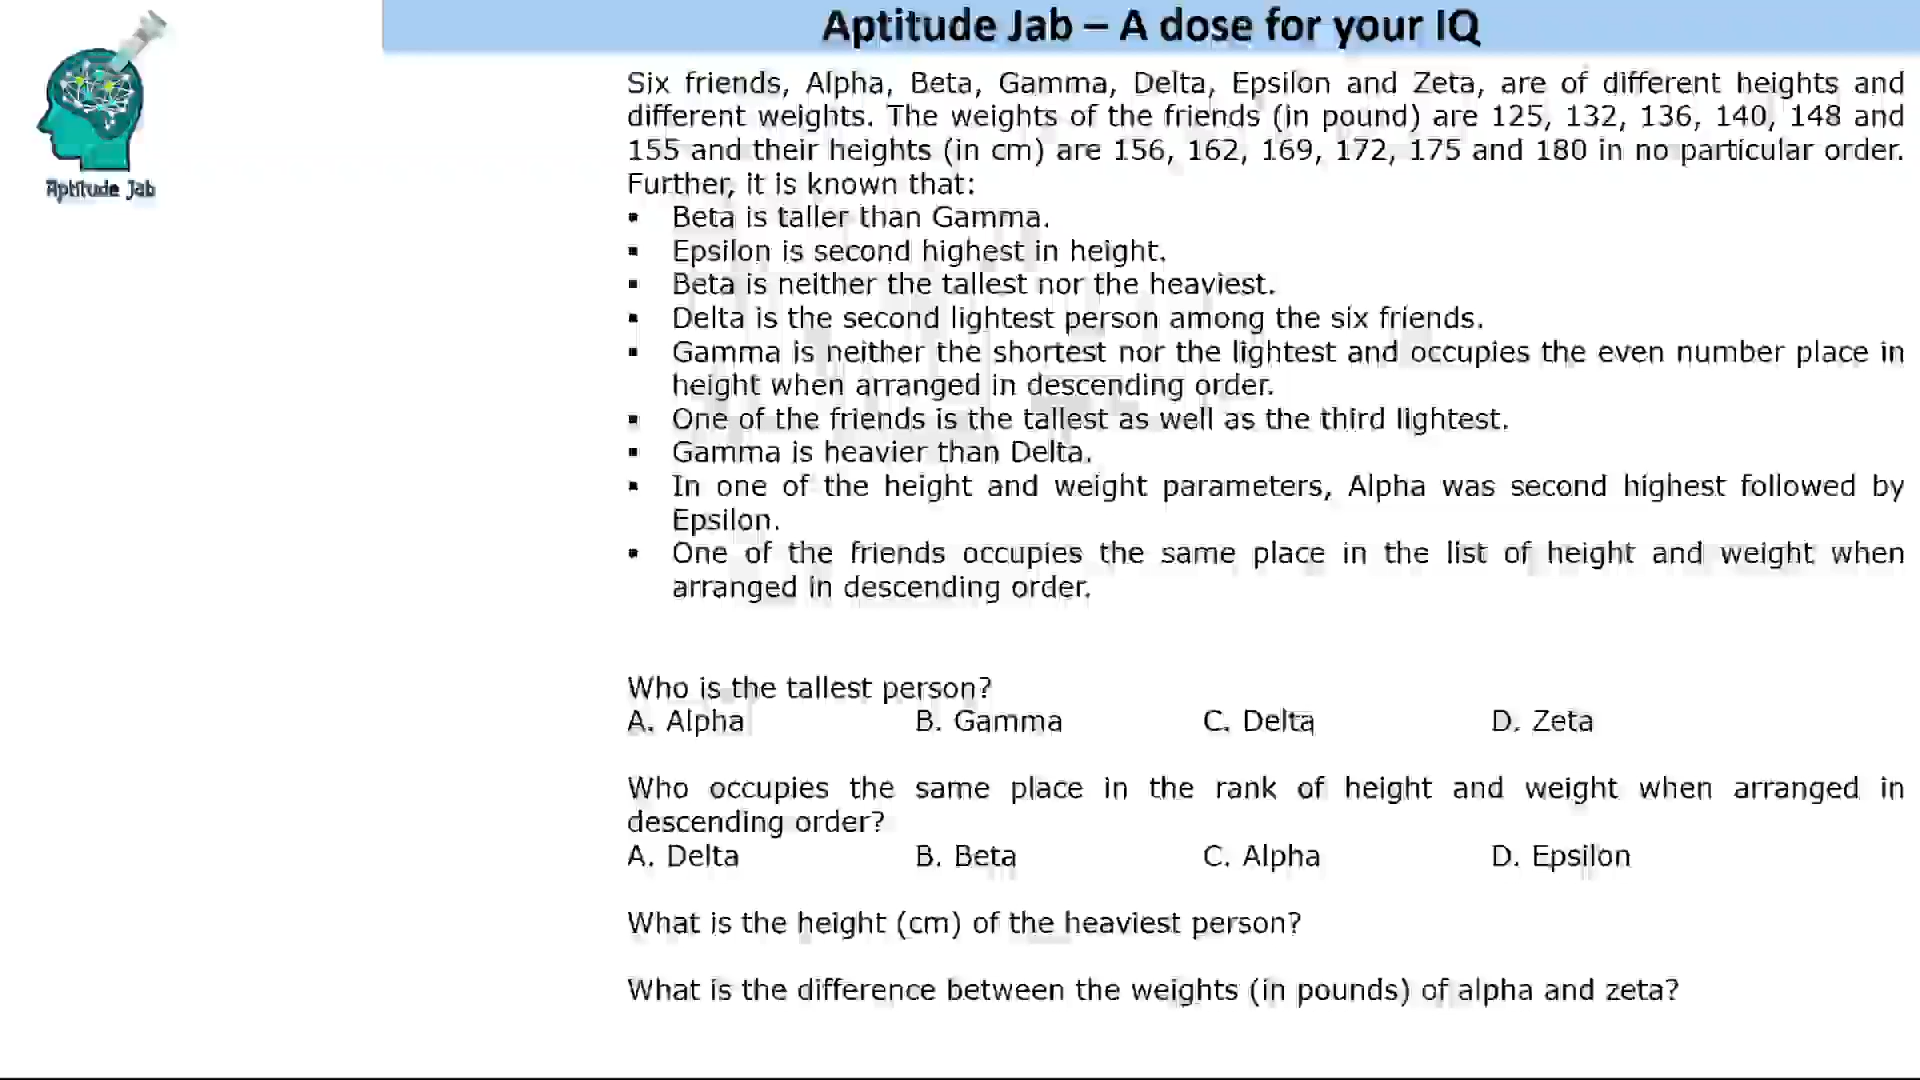 Aptitude Jab – A dose for your IQ
Aptitude Jab
Six friends, Alpha, Beta, Gamma, Delta, Epsilon and Zeta, are of different heights and
different weights. The weights of the friends (in pound) are 125, 132, 136, 140, 148 and
155 and their heights (in cm) are 156, 162, 169, 172, 175 and 180 in no particular order.
Further, it is known that:
▪ Beta is taller than Gamma.
▪ Epsilon is second highest in height.
▪ Beta is neither the tallest nor the heaviest.
▪ Delta is the second lightest person among the six friends.
▪ Gamma is neither the shortest nor the lightest and occupies the even number place in
height when arranged in descending order.
▪ One of the friends is the tallest as well as the third lightest.
▪ Gamma is heavier than Delta.
▪ In one of the height and weight parameters, Alpha was second highest followed by
Epsilon.
▪ One of the friends occupies the same place in the list of height and weight when
arranged in descending order.
Who is the tallest person?
A. Alpha B. Gamma C. Delta D. Zeta
Who occupies the same place in the rank of height and weight when arranged in
descending order?
A. Delta B. Beta C. Alpha D. Epsilon
What is the height (cm) of the heaviest person?
What is the difference between the weights (in pounds) of alpha and zeta?